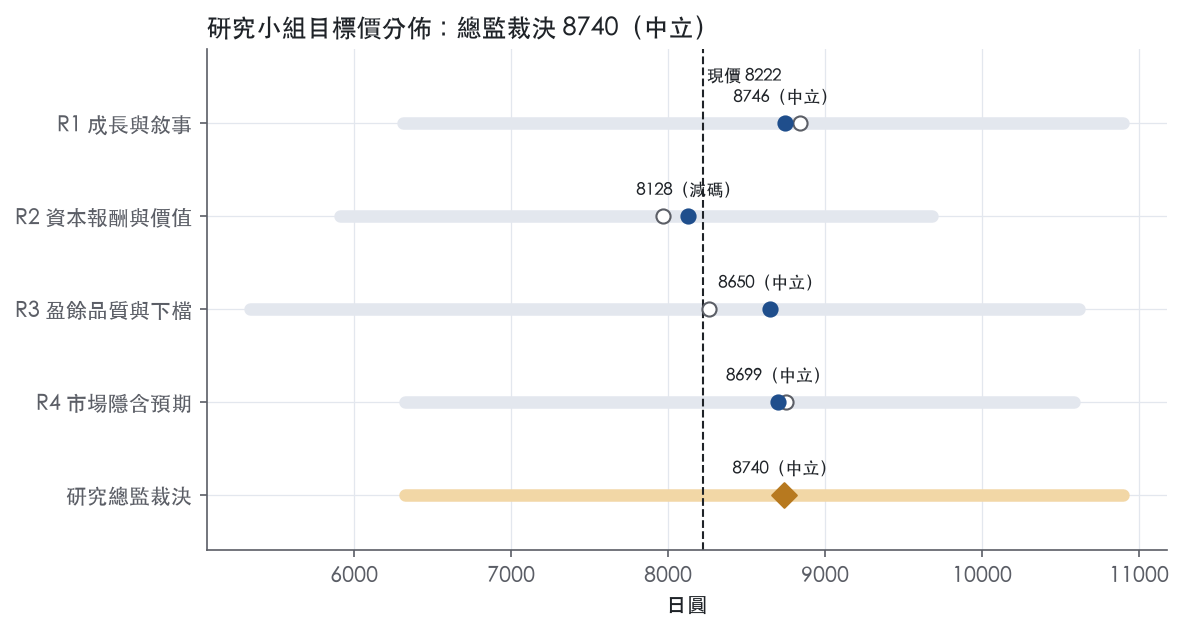 研究小組目標價分佈：總監裁決 8740（中立）
現價 8222
8746（中立）
R1 成長與敘事
8128（減碼）
R2 資本報酬與價值
8650（中立）
R3 盈餘品質與下檔
8699（中立）
R4 市場隱含預期
8740（中立）
研究總監裁決
6000 7000 8000 9000 10000 11000
日圓